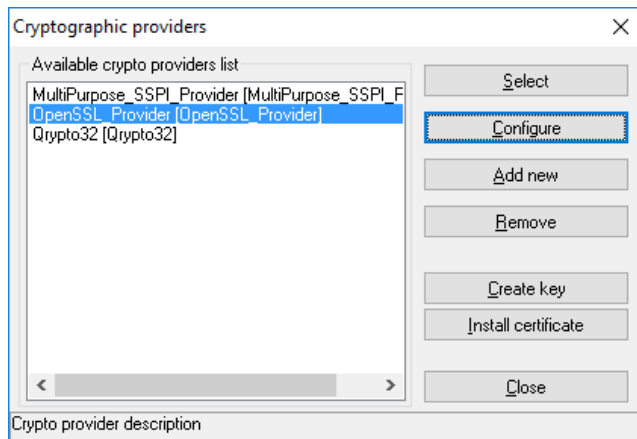 Cryptographic providers
Available crypto providers list
MultiPurpose_SSPI_Provider [MultiPurpose_SSPI_F
OpenSSL_Provider [OpenSSL_Provider]
Qrypto32 [Qrypto32]
Select
Configure
Add new
Remove
Create key
Install certificate
Close
Crypto provider description